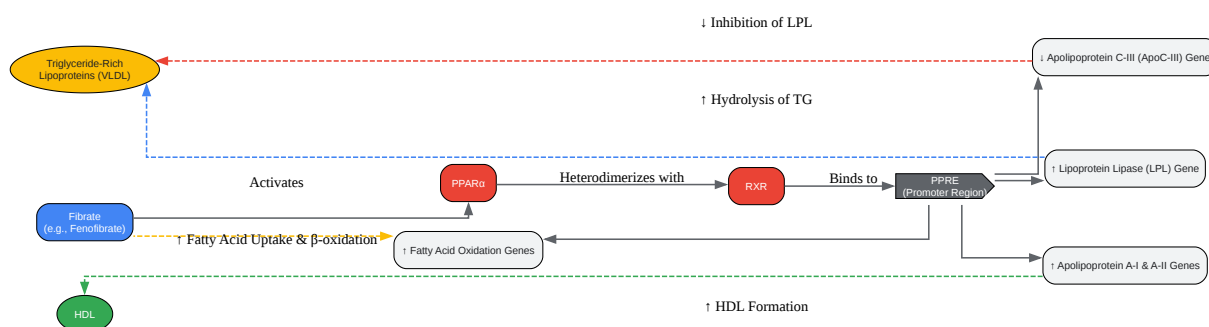 ↓ Inhibition of LPL
Triglyceride-Rich
Lipoproteins (VLDL)
↓ Apolipoprotein C-III (ApoC-III) Gene
↑ Hydrolysis of TG
Activates
PPARα
Heterodimerizes with
RXR
Binds to
PPRE
(Promoter Region)
↑ Lipoprotein Lipase (LPL) Gene
Fibrate
(e.g., Fenofibrate)
↑ Fatty Acid Uptake & β-oxidation
↑ Fatty Acid Oxidation Genes
↑ Apolipoprotein A-I & A-II Genes
HDL
↑ HDL Formation